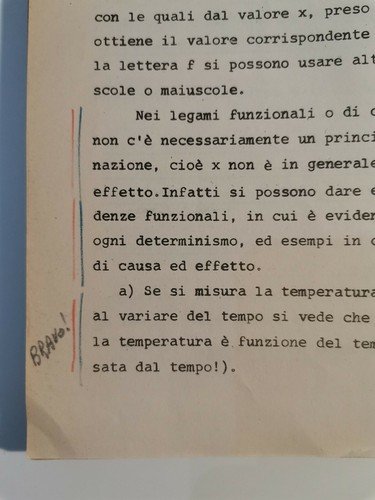 con le quali dal valore x, preso
ottiene il valore corrispondente
la lettera f si possono usare alt
scole o maiuscole.
Nei legami funzionali o di d
non c'è necessariamente un princi
nazione, cioè x non è in generale
effetto.Infatti si possono dare e
denze funzionali, in cui è eviden
ogni determinismo, ed esempi in c
di causa ed effetto.
a) Se si misura la temperatura
al variare del tempo si vede che
la temperatura è funzione del tem
sata dal tempo!).
BRAVO!